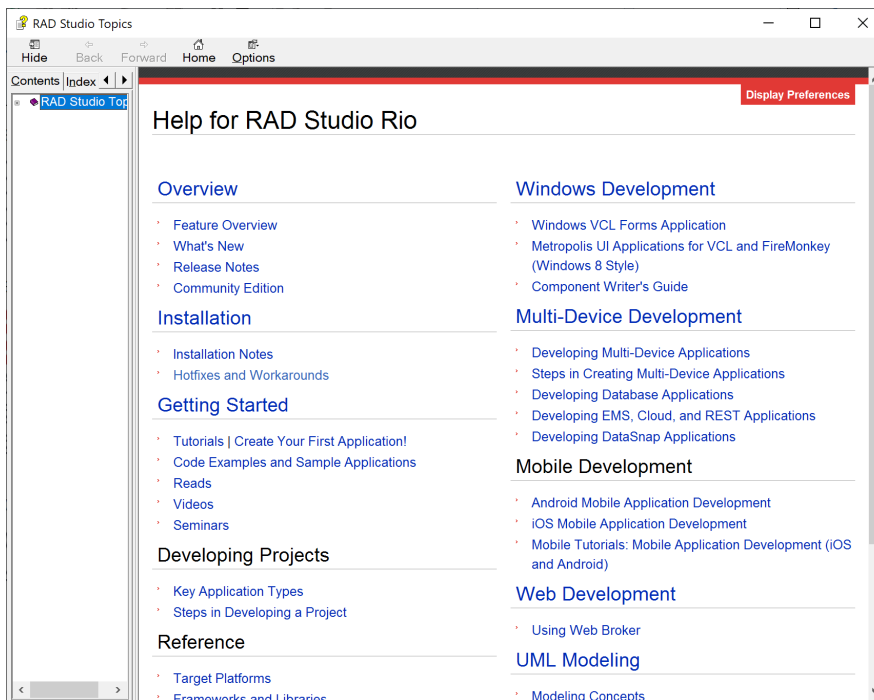 RAD Studio Topics
Hide Back Forward Home Options
Contents Index
RAD Studio Top
Display Preferences
Help for RAD Studio Rio
Overview
Feature Overview
What's New
Release Notes
Community Edition
Installation
Installation Notes
Hotfixes and Workarounds
Getting Started
Tutorials | Create Your First Application!
Code Examples and Sample Applications
Reads
Videos
Seminars
Developing Projects
Key Application Types
Steps in Developing a Project
Reference
Target Platforms
Frameworks and Libraries
Windows Development
Windows VCL Forms Application
Metropolis UI Applications for VCL and FireMonkey
(Windows 8 Style)
Component Writer's Guide
Multi-Device Development
Developing Multi-Device Applications
Steps in Creating Multi-Device Applications
Developing Database Applications
Developing EMS, Cloud, and REST Applications
Developing DataSnap Applications
Mobile Development
Android Mobile Application Development
iOS Mobile Application Development
Mobile Tutorials: Mobile Application Development (iOS
and Android)
Web Development
Using Web Broker
UML Modeling
Modeling Concepts